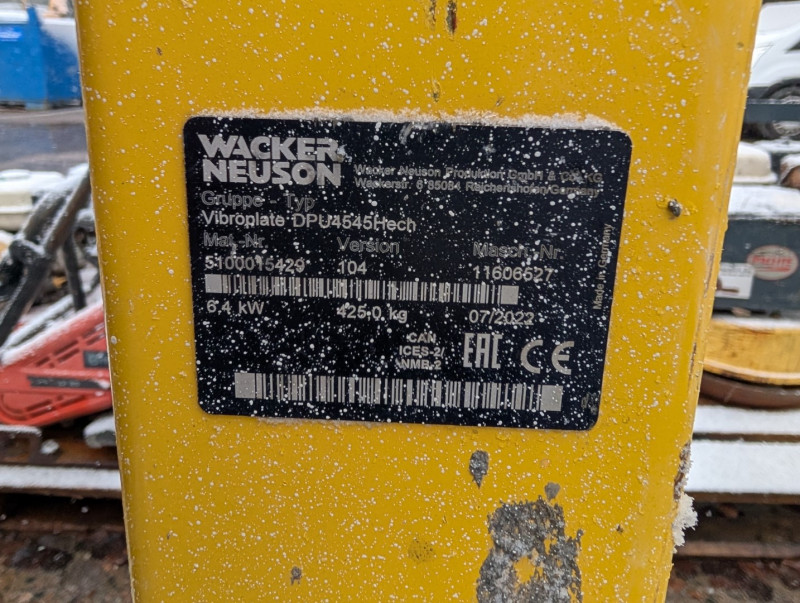 WACKER
NEUSON
Wacker Neuson Produktion GmbH & Co. KG
Wackerstr. 6 85084 Reichertshofen/Germany
Gruppe - Typ
Vibroplate DPU4545Hech
Mat.-Nr. Version Masch.-Nr.
5100015429 104 11606527
6.4 kW 425.0 kg 07/2022
CAN
ICES-2/
NMB-2
EAC CE
Made in Germany